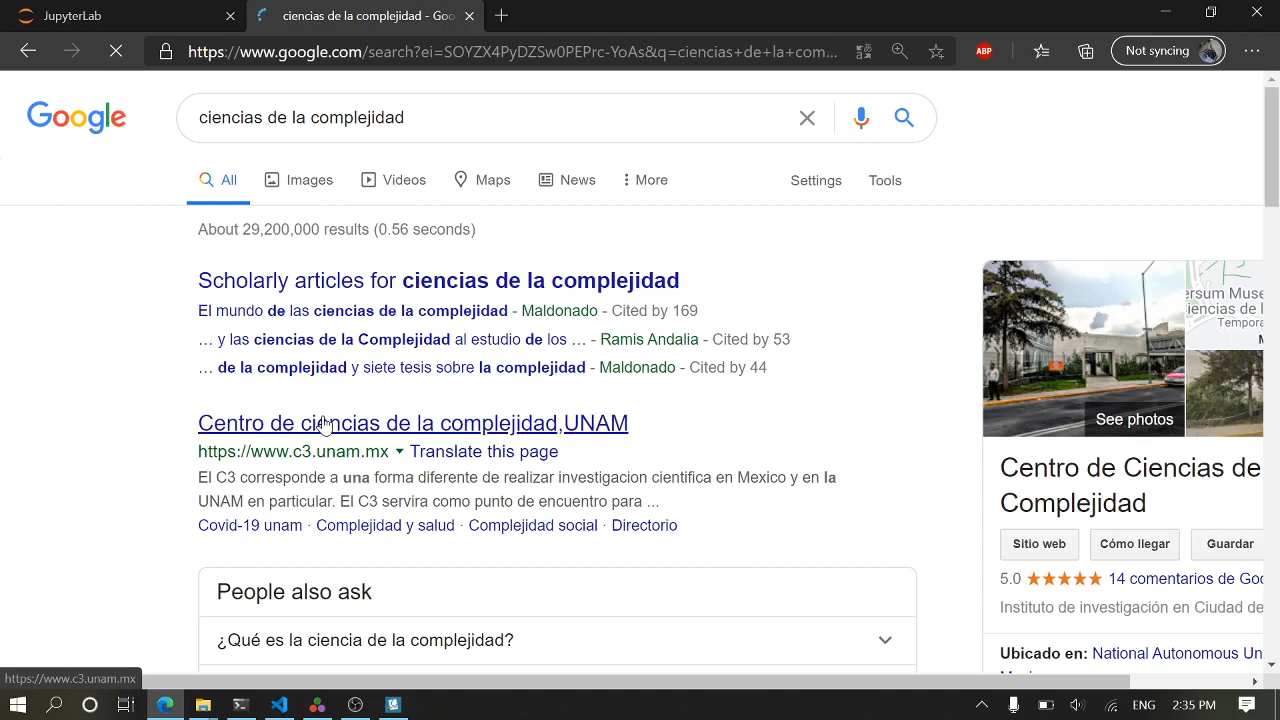 JupyterLab
ciencias de la complejidad - Goo
https://www.google.com/search?ei=SOYZX4PyDZSw0PEPrc-YoAs&q=ciencias+de+la+com...
ABP
Not syncing
Google
ciencias de la complejidad
All
Images
Videos
Maps
News
More
Settings
Tools
About 29,200,000 results (0.56 seconds)
Scholarly articles for ciencias de la complejidad
El mundo de las ciencias de la complejidad - Maldonado - Cited by 169
... y las ciencias de la Complejidad al estudio de los ... - Ramis Andalia - Cited by 53
... de la complejidad y siete tesis sobre la complejidad - Maldonado - Cited by 44
Centro de ciencias de la complejidad,UNAM
https://www.c3.unam.mx Translate this page
El C3 corresponde a una forma diferente de realizar investigacion cientifica en Mexico y en la
UNAM en particular. El C3 servira como punto de encuentro para ...
Covid-19 unam · Complejidad y salud · Complejidad social · Directorio
People also ask
¿Qué es la ciencia de la complejidad?
ersum Muse
iencias de l
Tempora
See photos
Centro de Ciencias de
Complejidad
Sitio web
Cómo llegar
Guardar
5.0 14 comentarios de Goo
Instituto de investigación en Ciudad de
Ubicado en: National Autonomous Un
https://www.c3.unam.mx
ENG
2:35 PM